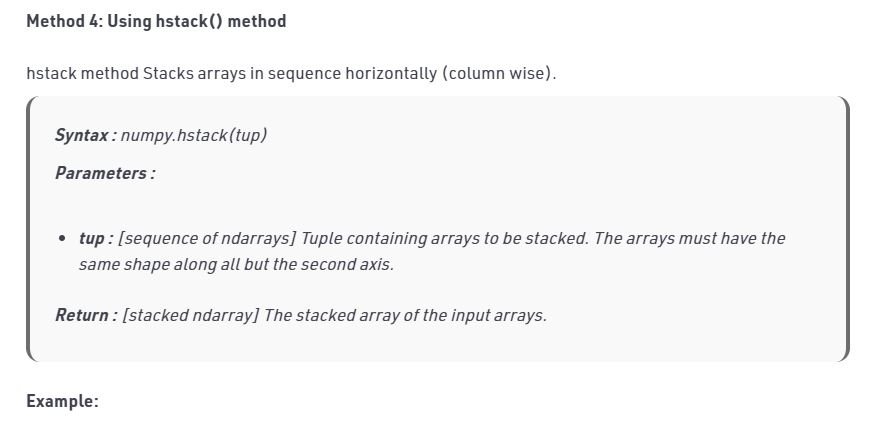 Method 4: Using hstack() method
hstack method Stacks arrays in sequence horizontally (column wise).
Syntax : numpy.hstack(tup)
Parameters :
• tup : [sequence of ndarrays] Tuple containing arrays to be stacked. The arrays must have the
same shape along all but the second axis.
Return : [stacked ndarray] The stacked array of the input arrays.
Example: